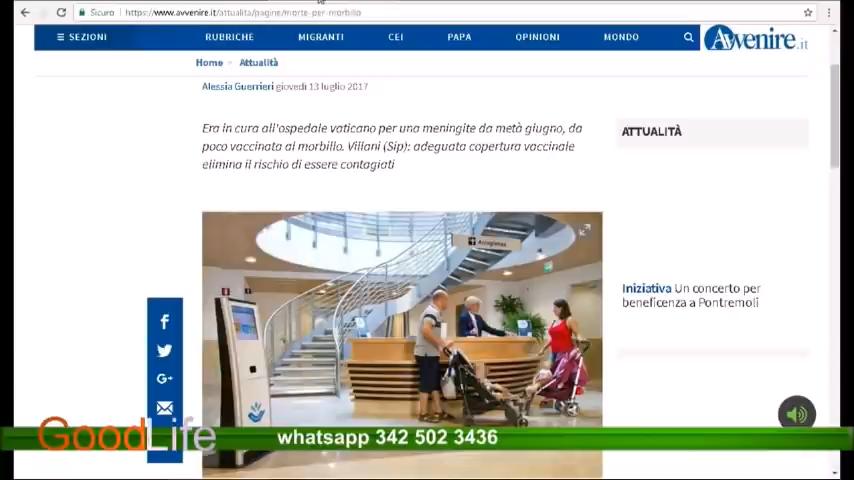 Sicuro https://www.avvenire.it/attualita/pagine/morte-per-morbillo
SEZIONI RUBRICHE MIGRANTI CEI PAPA OPINIONI MONDO Avvenire.it
Home Attualità
Alessia Guerrieri giovedì 13 luglio 2017
Era in cura all'ospedale vaticano per una meningite da metà giugno, da
poco vaccinata al morbillo. Villani (Sip): adeguata copertura vaccinale
elimina il rischio di essere contagiati
ATTUALITÀ
Accoglienza
Iniziativa Un concerto per
beneficenza a Pontremoli
GoodLife whatsapp 342 502 3436